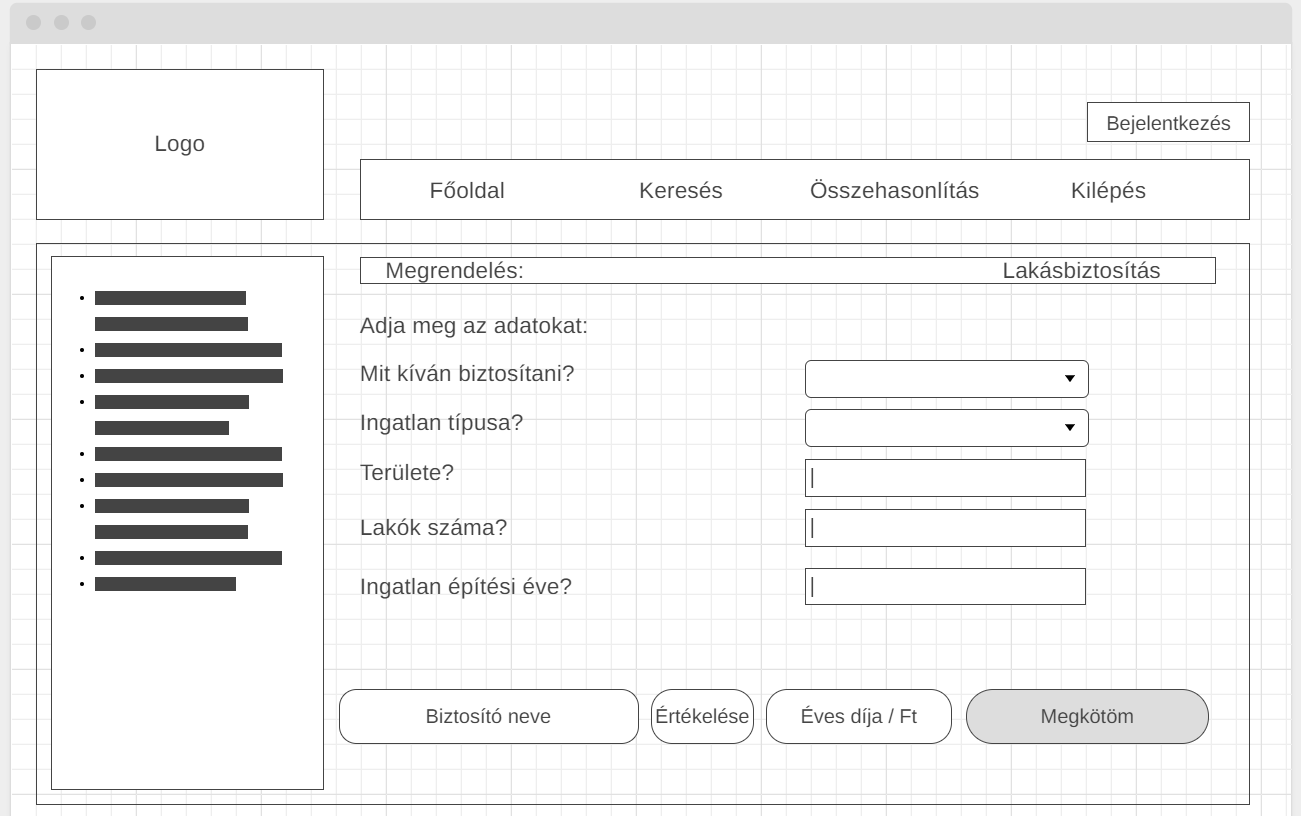 Logo
Bejelentkezés
Főoldal Keresés Összehasonlítás Kilépés
Megrendelés: Lakásbiztosítás
Adja meg az adatokat:
Mit kíván biztosítani?
Ingatlan típusa?
Területe?
Lakók száma?
Ingatlan építési éve?
Biztosító neve Értékelése Éves díja / Ft Megkötöm